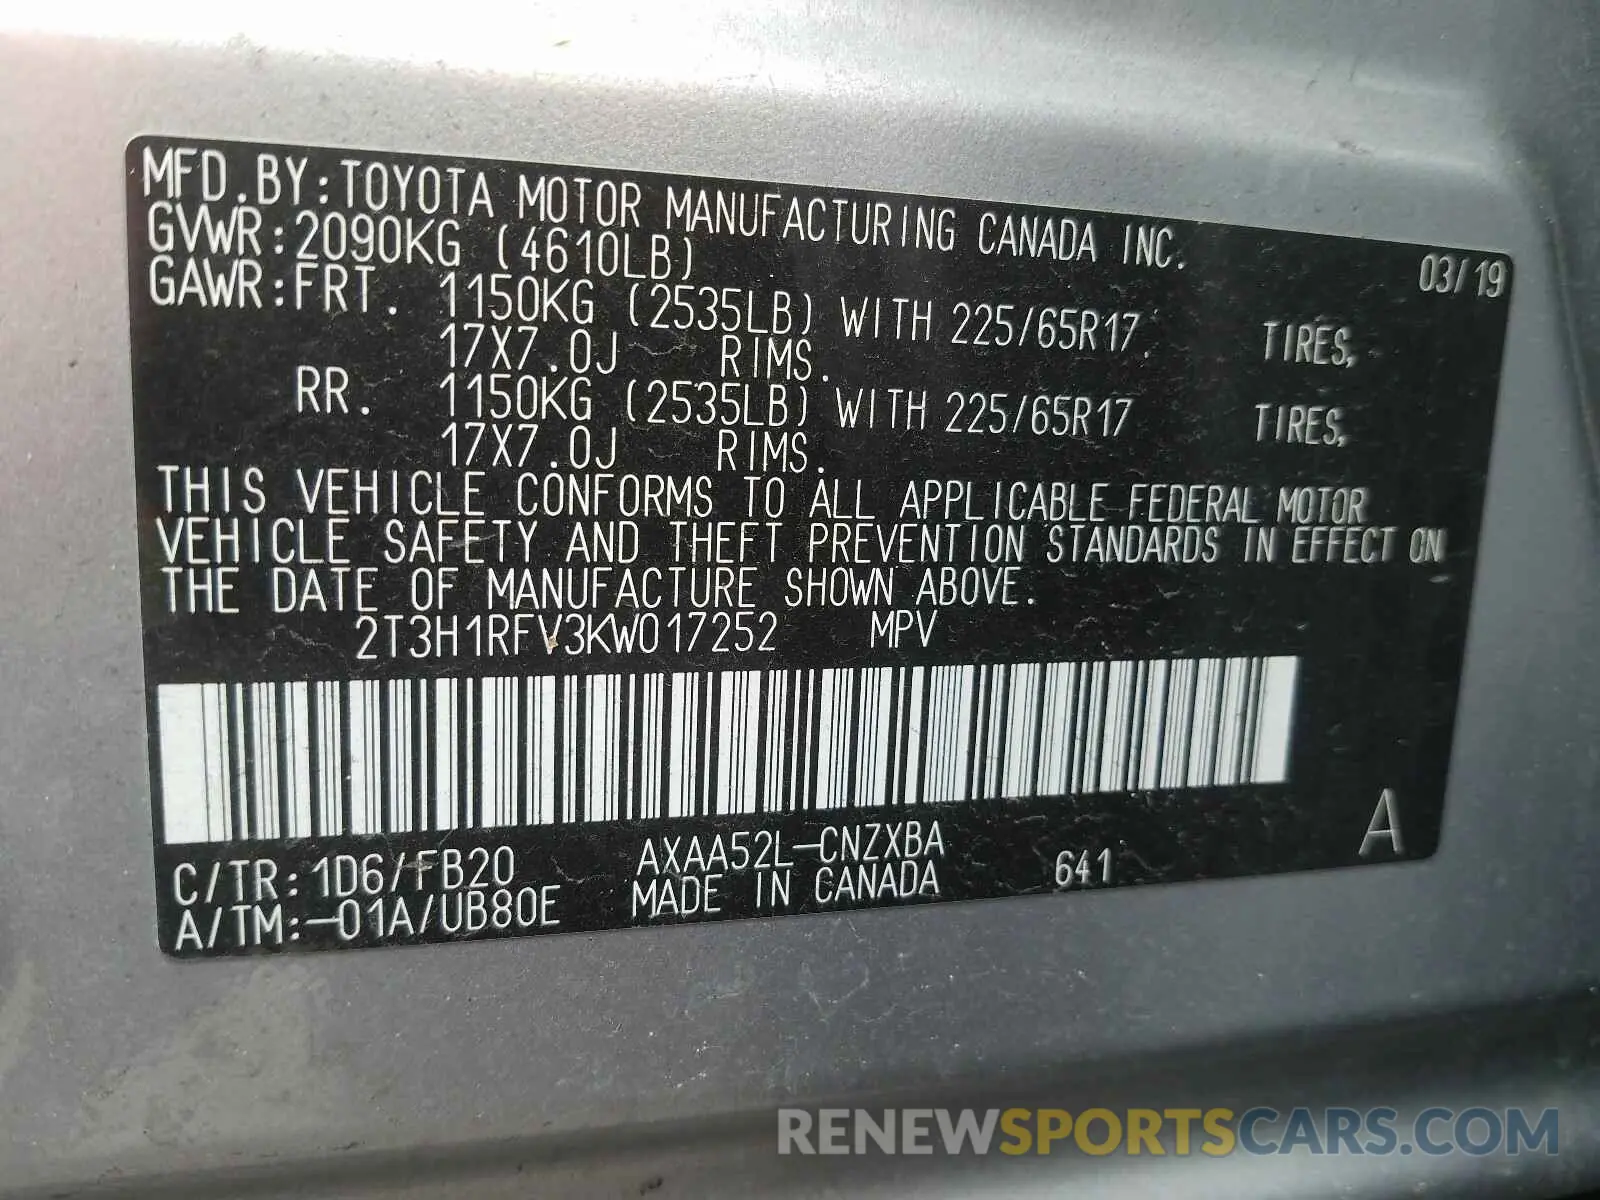 MFD.BY:TOYOTA MOTOR MANUFACTURING CANADA INC.
GVWR:2090KG (4610LB) 03/19
GAWR:FRT. 1150KG (2535LB) WITH 225/65R17 TIRES,
17X7.0J RIMS.
RR. 1150KG (2535LB) WITH 225/65R17 TIRES,
17X7.0J RIMS.
THIS VEHICLE CONFORMS TO ALL APPLICABLE FEDERAL MOTOR
VEHICLE SAFETY AND THEFT PREVENTION STANDARDS IN EFFECT ON
THE DATE OF MANUFACTURE SHOWN ABOVE.
2T3H1RFV3KW017252 MPV
A
C/TR:1D6/FB20 AXAA52L-CNZXBA
A/TM:-01A/UB80E MADE IN CANADA 641
RENEWSPORTSCARS.COM